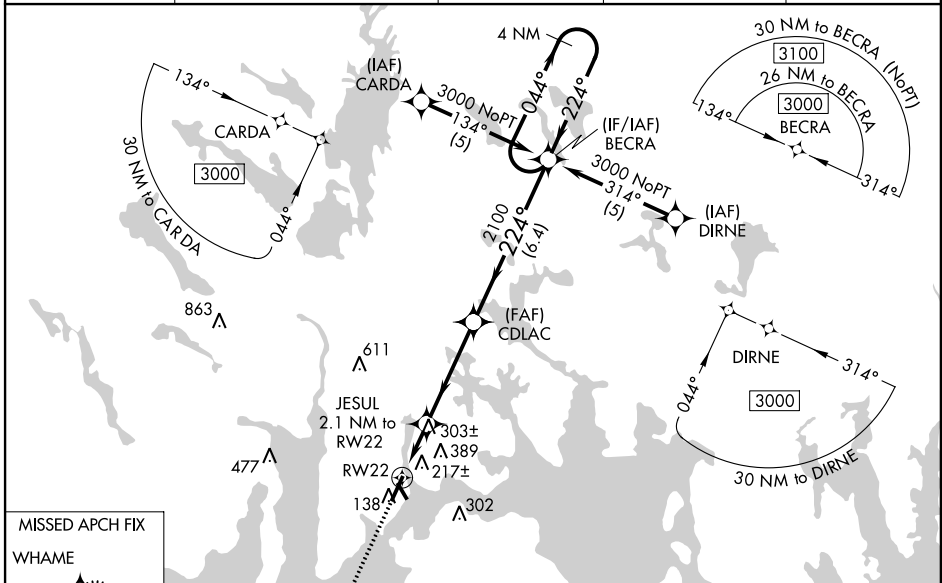 4 NM
30 NM to BECRA (NoPT)
3100
26 NM to BECRA
3000
BECRA
134°
314°
(IAF)
CARDA
3000 NoPT
134°
(5)
044°
224°
(IF/IAF)
BECRA
3000 NoPT
314°
(5)
(IAF)
DIRNE
134°
CARDA
3000
044°
30 NM to CARDA
2100
224°
(6.4)
(FAF)
CDLAC
863
611
JESUL
2.1 NM to
RW22
303±
389
217±
477
RW22
138
302
DIRNE
314°
044°
3000
30 NM to DIRNE
MISSED APCH FIX
WHAME